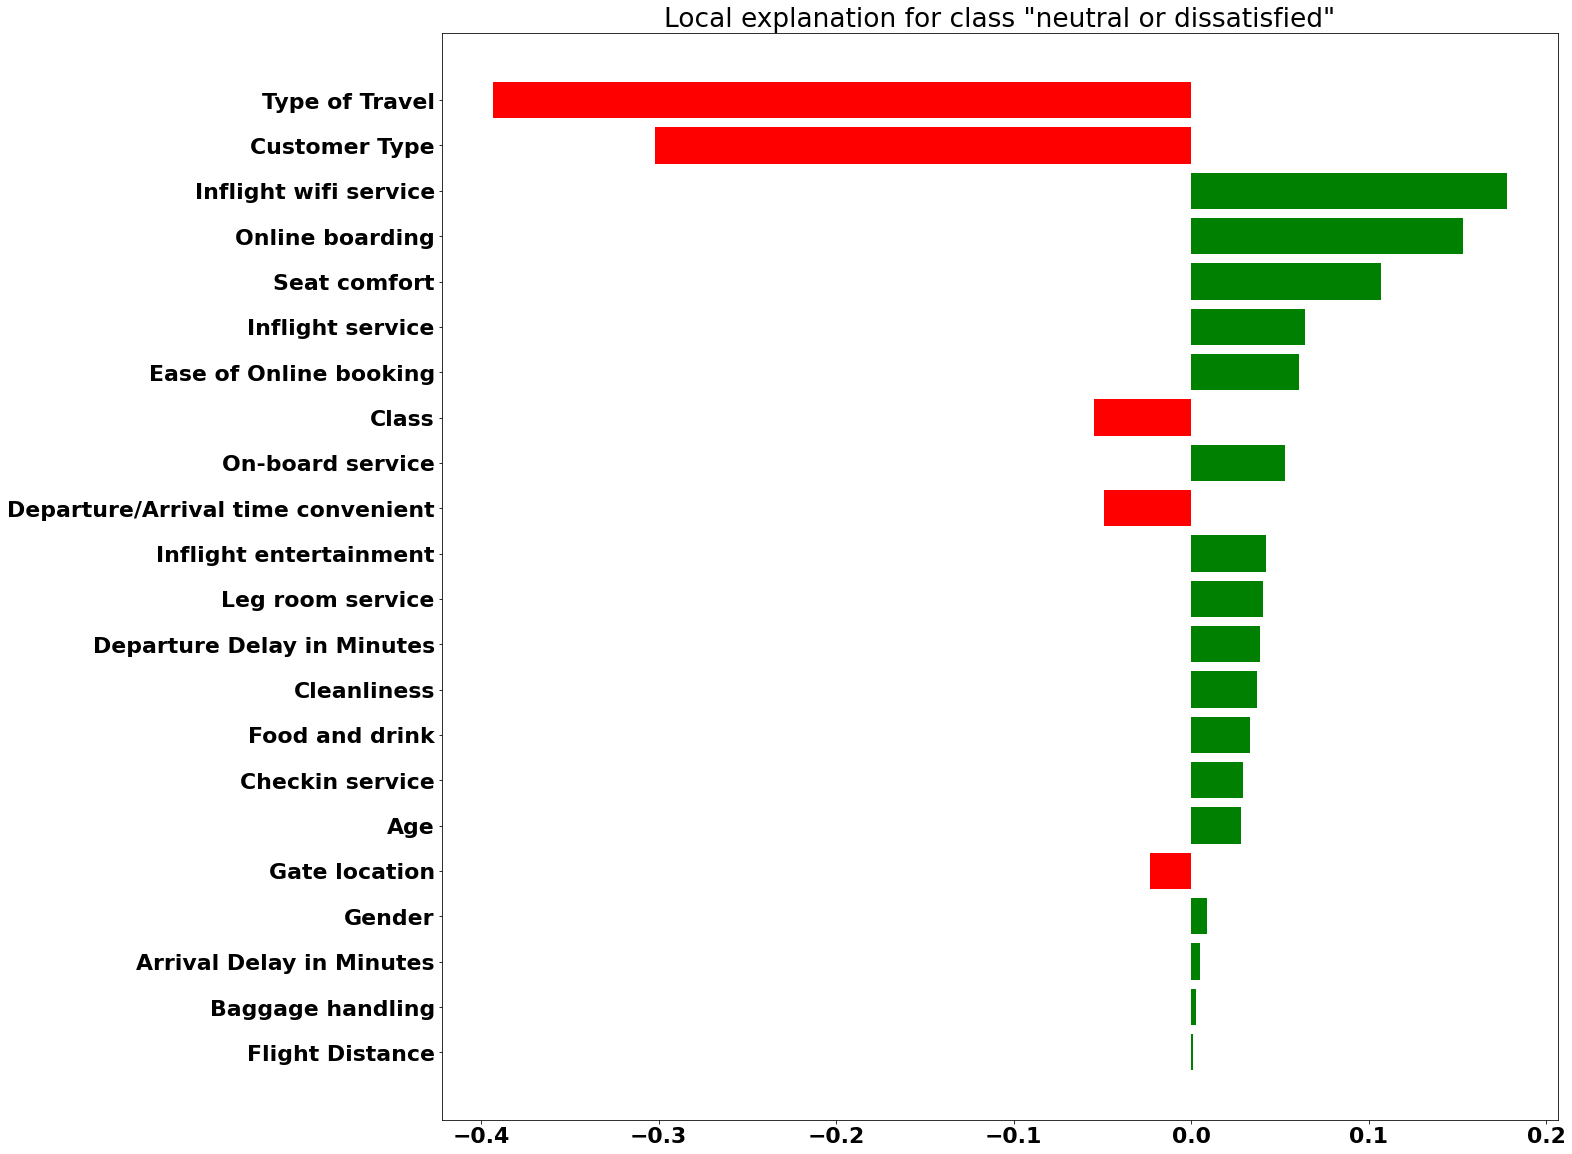 Local explanation for class "neutral or dissatisfied"
Type of Travel
Customer Type
Inflight wifi service
Online boarding
Seat comfort
Inflight service
Ease of Online booking
Class
On-board service
Departure/Arrival time convenient
Inflight entertainment
Leg room service
Departure Delay in Minutes
Cleanliness
Food and drink
Checkin service
Age
Gate location
Gender
Arrival Delay in Minutes
Baggage handling
Flight Distance
−0.4 −0.3 −0.2 −0.1 0.0 0.1 0.2